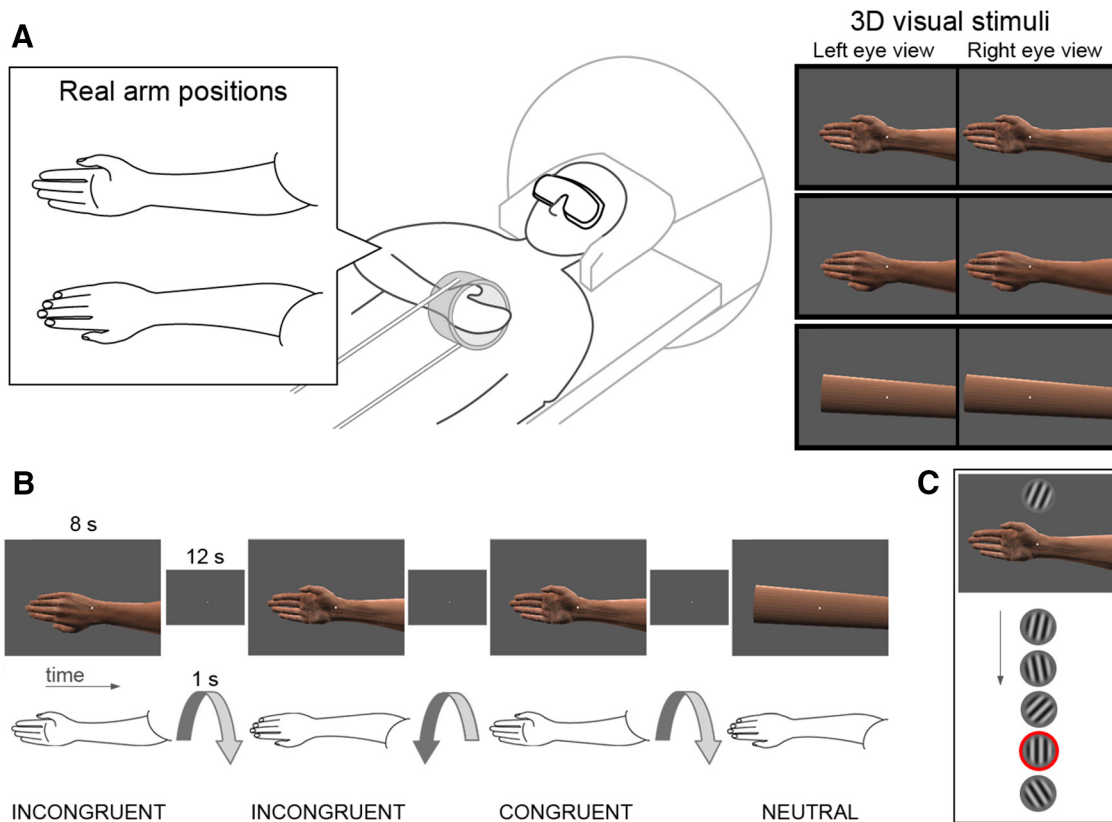 A
Real arm positions
3D visual stimuli
Left eye view Right eye view
B
8 s
12 s
time
1 s
INCONGRUENT INCONGRUENT CONGRUENT NEUTRAL
C